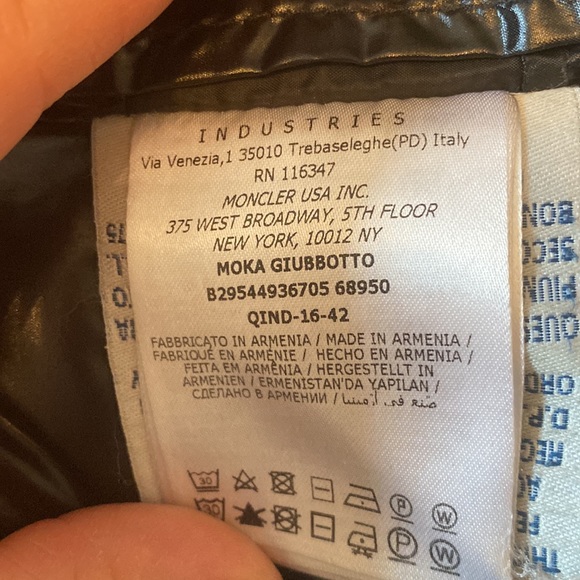 INDUSTRIES
Via Venezia,1 35010 Trebaseleghe(PD) Italy
RN 116347
MONCLER USA INC.
375 WEST BROADWAY, 5TH FLOOR
NEW YORK, 10012 NY
MOKA GIUBBOTTO
B29544936705 68950
QIND-16-42
FABBRICATO IN ARMENIA / MADE IN ARMENIA /
FABRIQUÉ EN ARMÉNIE / HECHO EN ARMENIA /
FEITA EM ARMÊNIA / HERGESTELLT IN
ARMENIEN / ERMENISTAN'DA YAPILAN /
СДЕЛАНО В АРМЕНИИ / صنع في أرمينيا
30 P W
30 P W